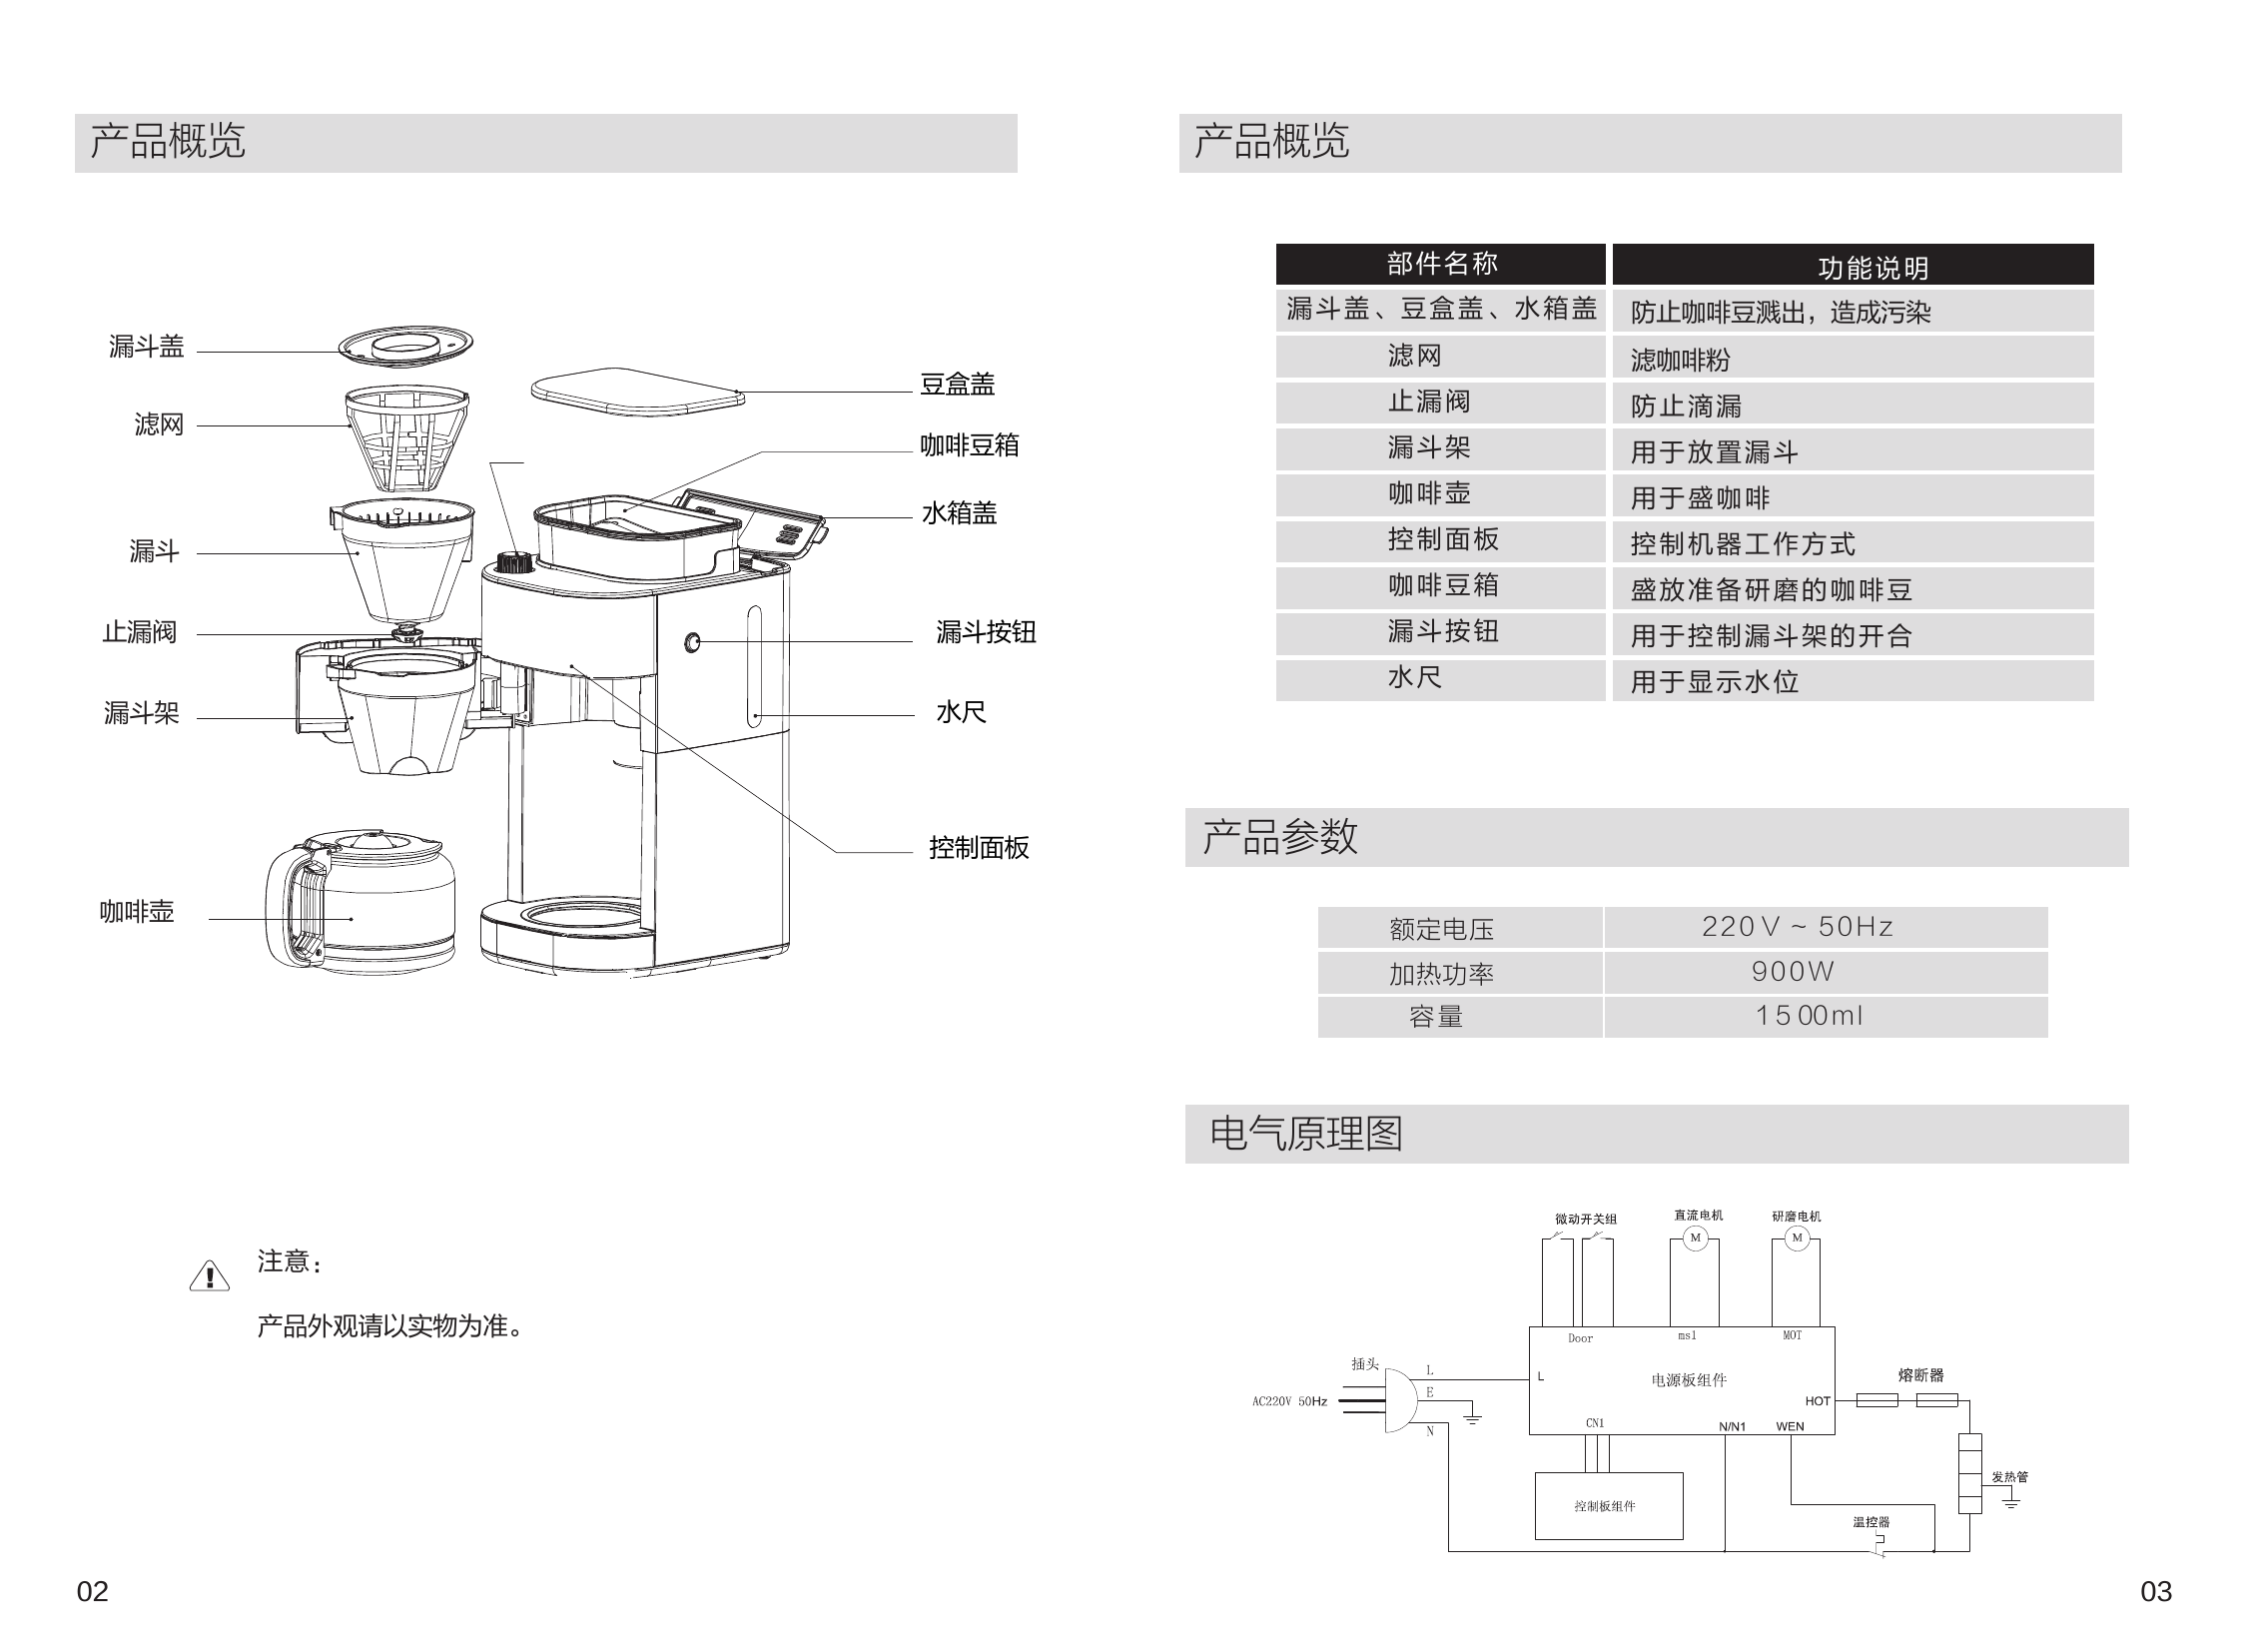 产品概览
漏斗盖
滤网
漏斗
止漏阀
漏斗架
咖啡壶
豆盒盖
咖啡豆箱
水箱盖
漏斗按钮
水尺
控制面板
注意：
产品外观请以实物为准。
02
产品概览
部件名称 功能说明
漏斗盖、豆盒盖、水箱盖 防止咖啡豆溅出，造成污染
滤网 滤咖啡粉
止漏阀 防止滴漏
漏斗架 用于放置漏斗
咖啡壶 用于盛咖啡
控制面板 控制机器工作方式
咖啡豆箱 盛放准备研磨的咖啡豆
漏斗按钮 用于控制漏斗架的开合
水尺 用于显示水位
产品参数
额定电压 220V ~ 50Hz
加热功率 900W
容量 1500ml
电气原理图
微动开关组 直流电机 研磨电机
M M
Door ms1 MOT
插头 L L 电源板组件 熔断器
AC220V 50Hz E HOT
N CN1 N/N1 WEN
发热管
控制板组件
温控器
03